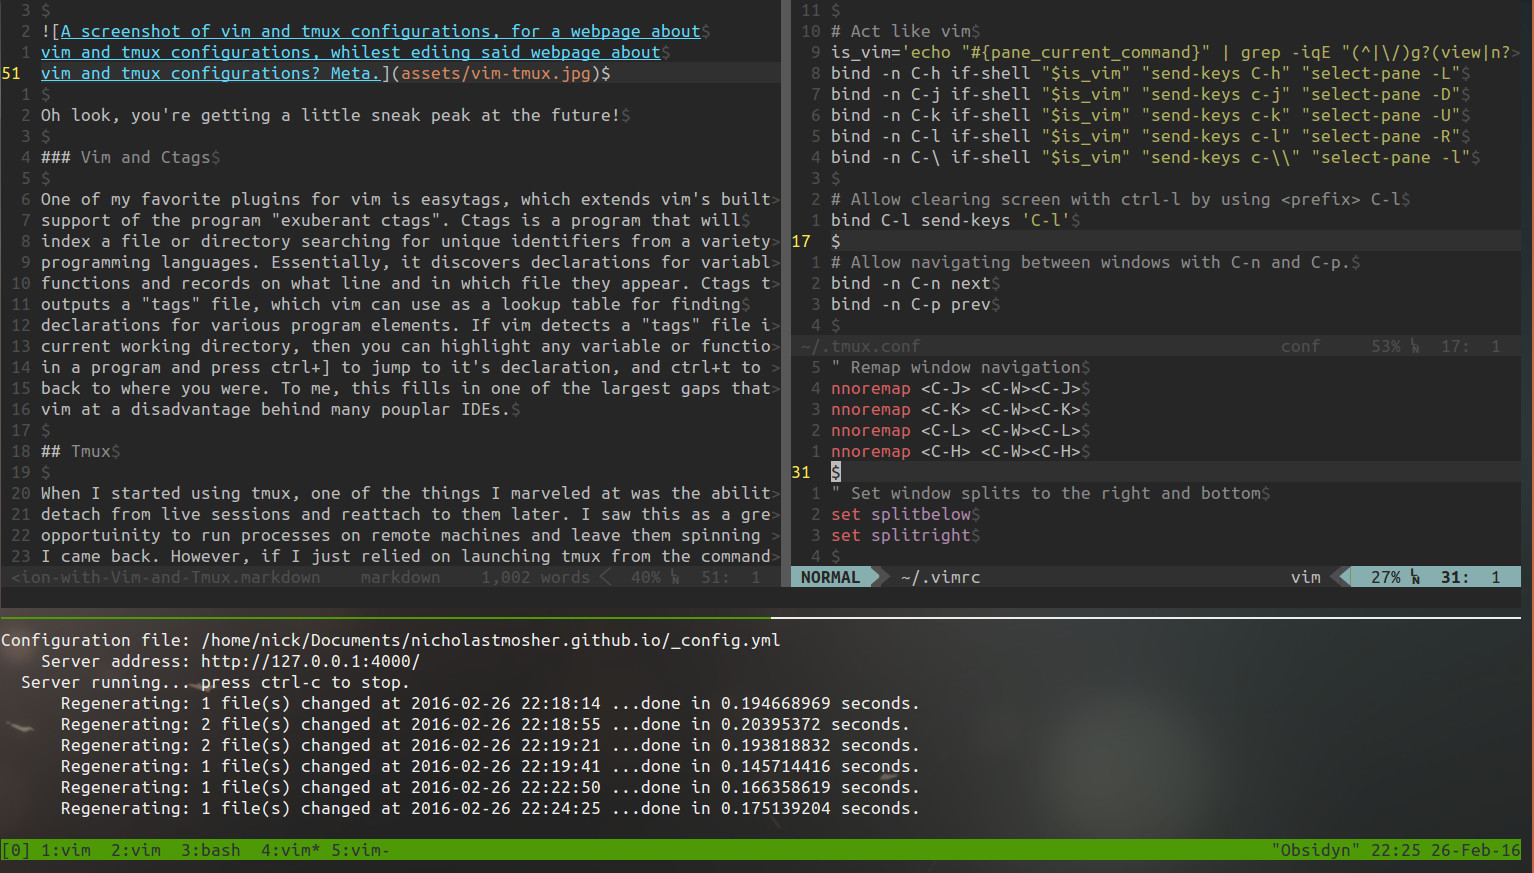 3 $
2 ![A screenshot of vim and tmux configurations, for a webpage about$
1 vim and tmux configurations, whilest ediing said webpage about$
51 vim and tmux configurations? Meta.](assets/vim-tmux.jpg)$
1 $
2 Oh look, you're getting a little sneak peak at the future!$
3 $
4 ### Vim and Ctags$
5 $
6 One of my favorite plugins for vim is easytags, which extends vim's built>
7 support of the program "exuberant ctags". Ctags is a program that will$
8 index a file or directory searching for unique identifiers from a variety>
9 programming languages. Essentially, it discovers declarations for variabl>
10 functions and records on what line and in which file they appear. Ctags t>
11 outputs a "tags" file, which vim can use as a lookup table for finding$
12 declarations for various program elements. If vim detects a "tags" file i>
13 current working directory, then you can highlight any variable or functio>
14 in a program and press ctrl+] to jump to it's declaration, and ctrl+t to >
15 back to where you were. To me, this fills in one of the largest gaps that>
16 vim at a disadvantage behind many pouplar IDEs.$
17 $
18 ## Tmux$
19 $
20 When I started using tmux, one of the things I marveled at was the abilit>
21 detach from live sessions and reattach to them later. I saw this as a gre>
22 opportuinity to run processes on remote machines and leave them spinning >
23 I came back. However, if I just relied on launching tmux from the command>
<ion-with-Vim-and-Tmux.markdown markdown 1,002 words < 40% LN 51: 1
11 $
10 # Act like vim$
9 is_vim='echo "#{pane_current_command}" | grep -iqE "(^|\/)g?(view|n?>
8 bind -n C-h if-shell "$is_vim" "send-keys C-h" "select-pane -L"$
7 bind -n C-j if-shell "$is_vim" "send-keys c-j" "select-pane -D"$
6 bind -n C-k if-shell "$is_vim" "send-keys c-k" "select-pane -U"$
5 bind -n C-l if-shell "$is_vim" "send-keys c-l" "select-pane -R"$
4 bind -n C-\ if-shell "$is_vim" "send-keys c-\\" "select-pane -l"$
3 $
2 # Allow clearing screen with ctrl-l by using <prefix> C-l$
1 bind C-l send-keys 'C-l'$
17 $
1 # Allow navigating between windows with C-n and C-p.$
2 bind -n C-n next$
3 bind -n C-p prev$
4 $
~/.tmux.conf conf 53% LN 17: 1
5 " Remap window navigation$
4 nnoremap <C-J> <C-W><C-J>$
3 nnoremap <C-K> <C-W><C-K>$
2 nnoremap <C-L> <C-W><C-L>$
1 nnoremap <C-H> <C-W><C-H>$
31 $
1 " Set window splits to the right and bottom$
2 set splitbelow$
3 set splitright$
4 $
NORMAL ~/.vimrc vim 27% LN 31: 1
Configuration file: /home/nick/Documents/nicholastmosher.github.io/_config.yml
Server address: http://127.0.0.1:4000/
Server running... press ctrl-c to stop.
Regenerating: 1 file(s) changed at 2016-02-26 22:18:14 ...done in 0.194668969 seconds.
Regenerating: 2 file(s) changed at 2016-02-26 22:18:55 ...done in 0.20395372 seconds.
Regenerating: 2 file(s) changed at 2016-02-26 22:19:21 ...done in 0.193818832 seconds.
Regenerating: 1 file(s) changed at 2016-02-26 22:19:41 ...done in 0.145714416 seconds.
Regenerating: 1 file(s) changed at 2016-02-26 22:22:50 ...done in 0.166358619 seconds.
Regenerating: 1 file(s) changed at 2016-02-26 22:24:25 ...done in 0.175139204 seconds.
[0] 1:vim 2:vim 3:bash 4:vim* 5:vim- "Obsidyn" 22:25 26-Feb-16